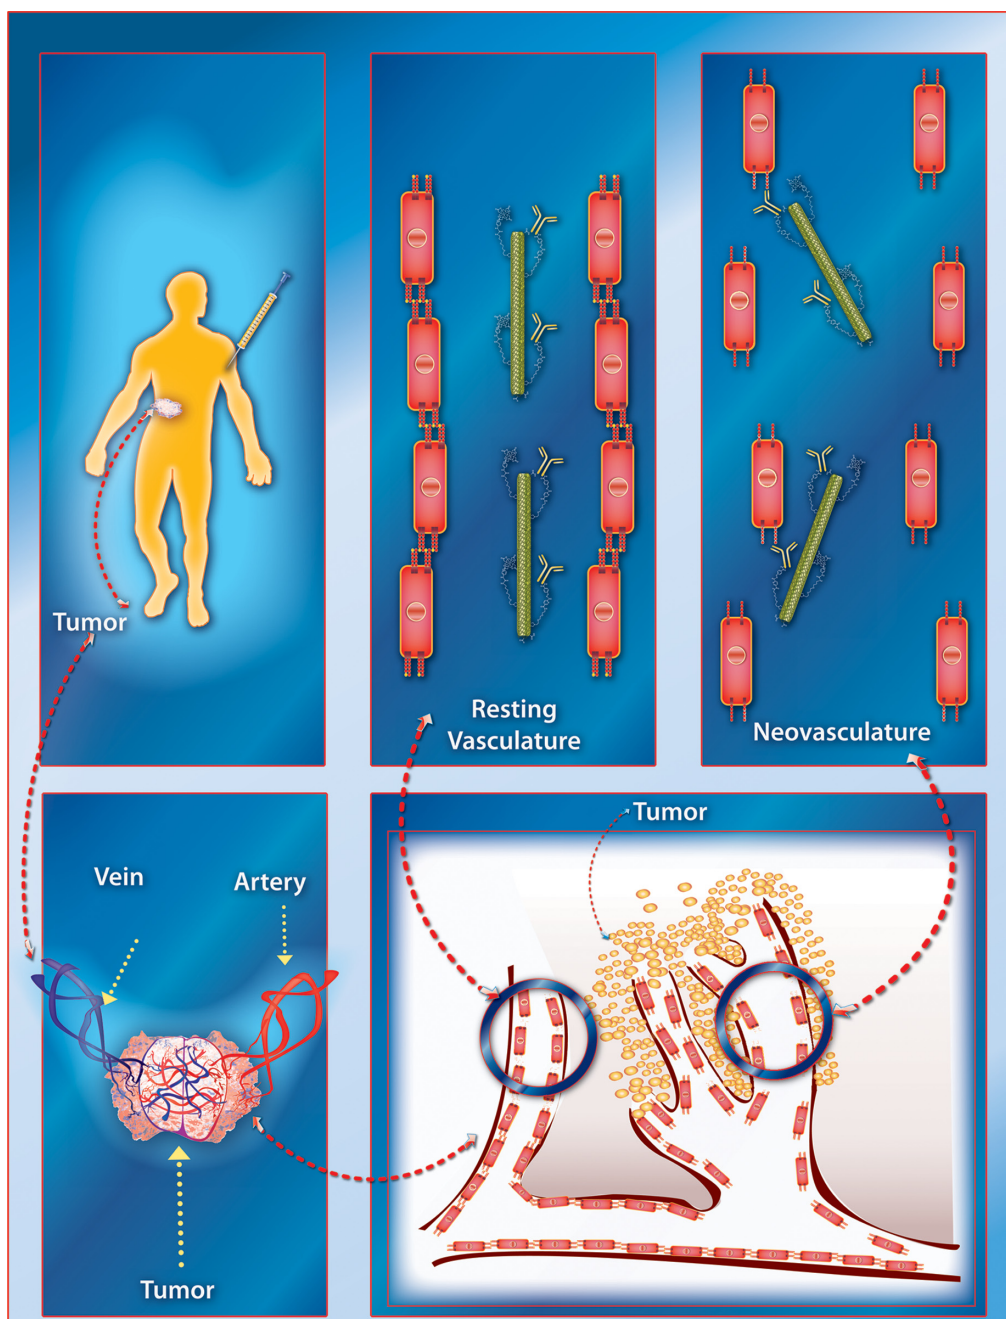 Tumor
Resting
Vasculature
Neovasculature
Vein
Artery
Tumor
Tumor